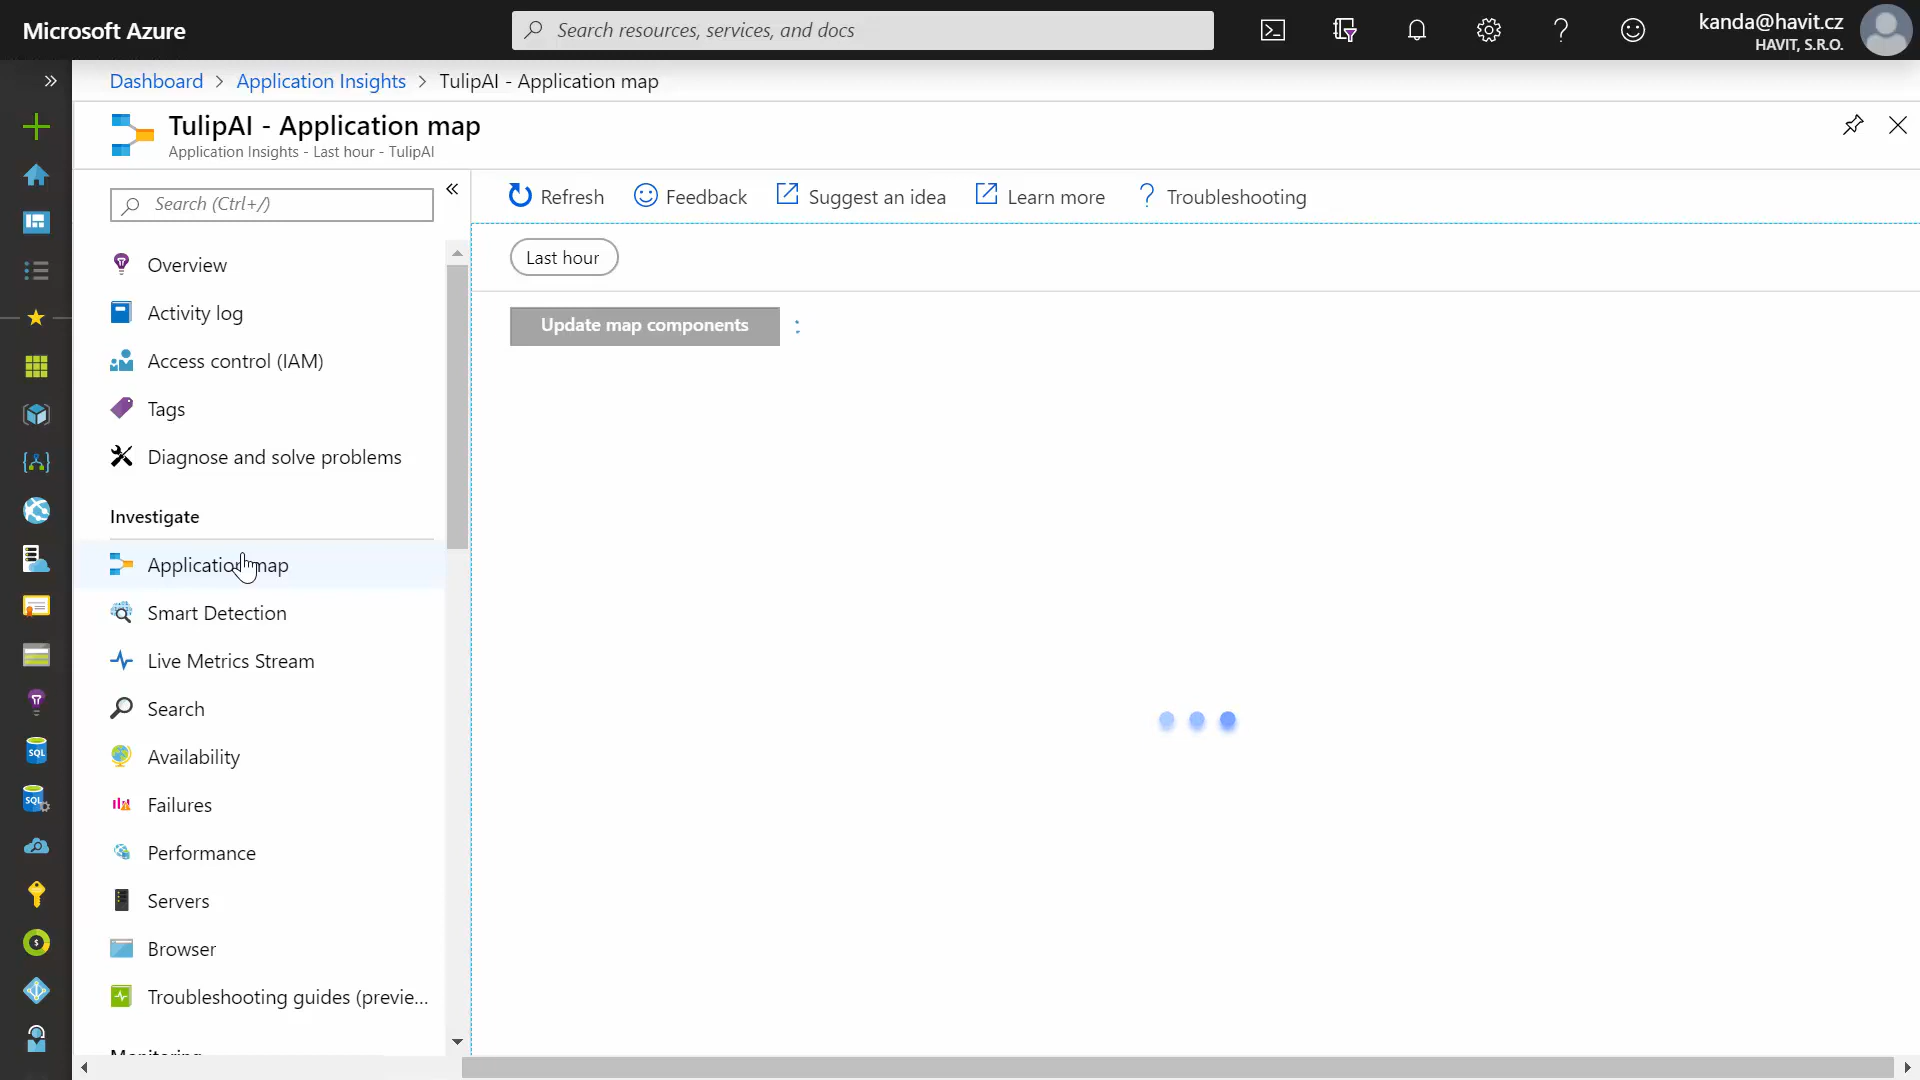 Microsoft Azure
Search resources, services, and docs
kanda@havit.cz
HAVIT, S.R.O.
Dashboard > Application Insights > TulipAI - Application map
TulipAI - Application map
Application Insights - Last hour - TulipAI
Search (Ctrl+/)
Refresh
Feedback
Suggest an idea
Learn more
Troubleshooting
Last hour
Update map components
Overview
Activity log
Access control (IAM)
Tags
Diagnose and solve problems
Investigate
Application map
Smart Detection
Live Metrics Stream
Search
Availability
Failures
Performance
Servers
Browser
Troubleshooting guides (previe...
Monitoring
SQL
SQL